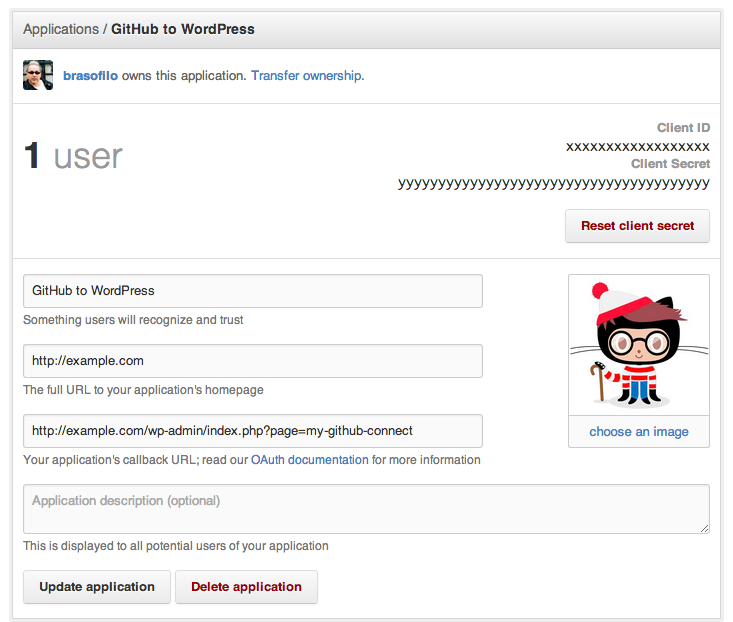 Applications / GitHub to WordPress
brasofilo owns this application. Transfer ownership.
1 user
Client ID
xxxxxxxxxxxxxxxxxx
Client Secret
yyyyyyyyyyyyyyyyyyyyyyyyyyyyyyyyyyyyyyy
Reset client secret
GitHub to WordPress
Something users will recognize and trust
http://example.com
The full URL to your application's homepage
http://example.com/wp-admin/index.php?page=my-github-connect
choose an image
Your application's callback URL; read our OAuth documentation for more information
Application description (optional)
This is displayed to all potential users of your application
Update application
Delete application